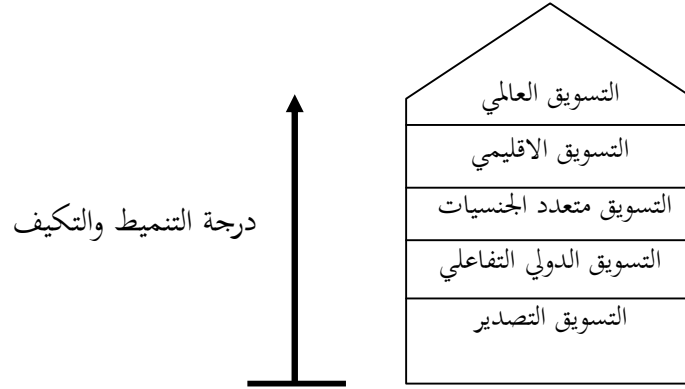 التسويق العالمي
التسويق الاقليمي
التسويق متعدد الجنسيات
التسويق الدولي التفاعلي
التسويق التصدير
درجة التنميط والتكيف